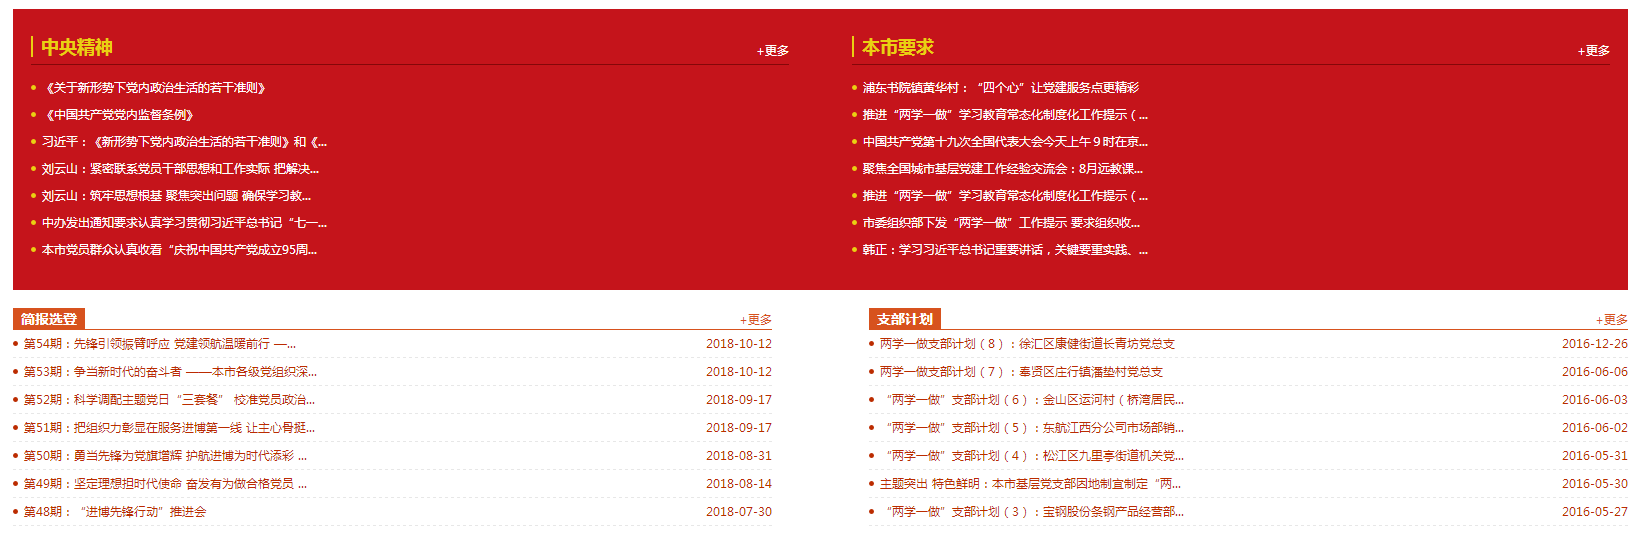 中央精神
+更多
《关于新形势下党内政治生活的若干准则》
《中国共产党党内监督条例》
习近平：《新形势下党内政治生活的若干准则》和《...
刘云山：紧密联系党员干部思想和工作实际 把解决...
刘云山：筑牢思想根基 聚焦突出问题 确保学习教...
中办发出通知要求认真学习贯彻习近平总书记“七一...
本市党员群众认真收看“庆祝中国共产党成立95周...
本市要求
+更多
浦东书院镇黄华村：“四个心”让党建服务点更精彩
推进“两学一做”学习教育常态化制度化工作提示（...
中国共产党第十九次全国代表大会今天上午９时在京...
聚焦全国城市基层党建工作经验交流会：8月远教课...
推进“两学一做”学习教育常态化制度化工作提示（...
市委组织部下发“两学一做”工作提示 要求组织收...
韩正：学习习近平总书记重要讲话，关键要重实践、...
简报选登
+更多
第54期：先锋引领振臂呼应 党建领航温暖前行 —... 2018-10-12
第53期：争当新时代的奋斗者 ——本市各级党组织深... 2018-10-12
第52期：科学调配主题党日“三套餐” 校准党员政治... 2018-09-17
第51期：把组织力彰显在服务进博第一线 让主心骨挺... 2018-09-17
第50期：勇当先锋为党旗增辉 护航进博为时代添彩 ... 2018-08-31
第49期：坚定理想担时代使命 奋发有为做合格党员 ... 2018-08-14
第48期：“进博先锋行动”推进会 2018-07-30
支部计划
+更多
两学一做支部计划（8）：徐汇区康健街道长青坊党总支 2016-12-26
两学一做支部计划（7）：奉贤区庄行镇潘垫村党总支 2016-06-06
“两学一做”支部计划（6）：金山区运河村（桥湾居民... 2016-06-03
“两学一做”支部计划（5）：东航江西分公司市场部销... 2016-06-02
“两学一做”支部计划（4）：松江区九里亭街道机关党... 2016-05-31
主题突出 特色鲜明：本市基层党支部因地制宜制定“两... 2016-05-30
“两学一做”支部计划（3）：宝钢股份条钢产品经营部... 2016-05-27